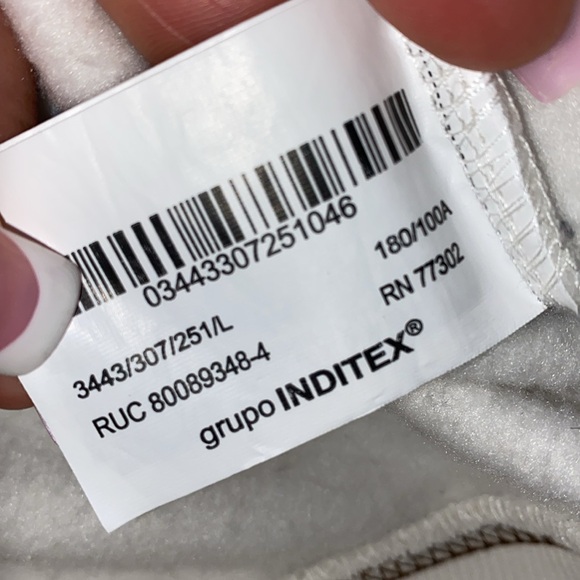 03443307251046
180/100A
3443/307/251/L
RN 77302
RUC 80089348-4
grupo INDITEX®